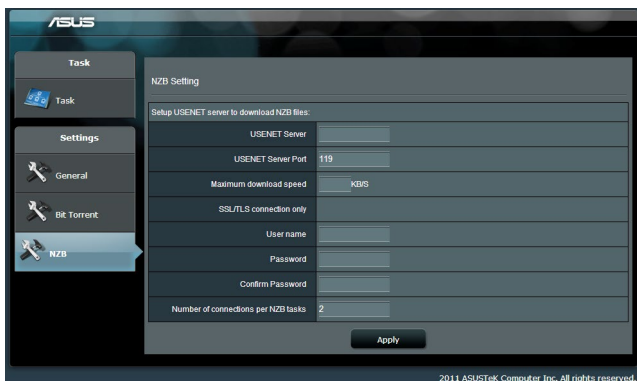 ASUS
Task
Task
Settings
General
Bit Torrent
NZB
NZB Setting
Setup USENET server to download NZB files:
USENET Server
USENET Server Port 119
Maximum download speed KB/S
SSL/TLS connection only
User name
Password
Confirm Password
Number of connections per NZB tasks 2
Apply
2011 ASUSTeK Computer Inc. All rights reserved.